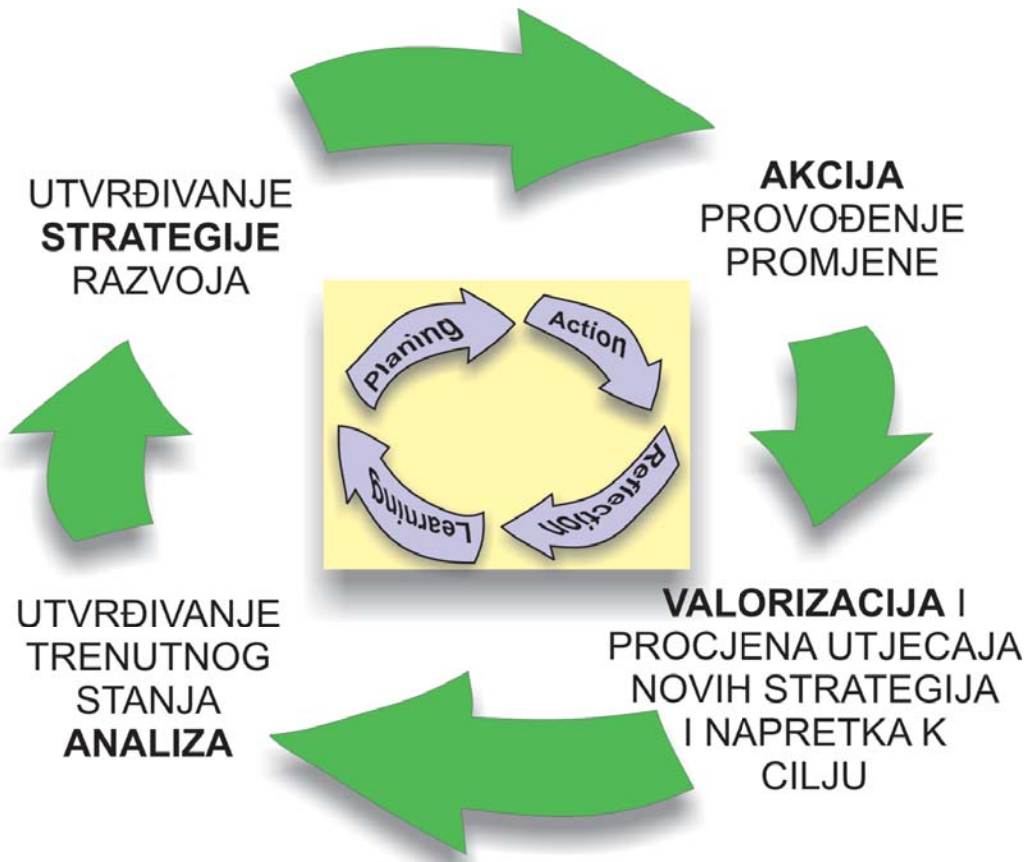 UTVRĐIVANJE
STRATEGIJE
RAZVOJA
AKCIJA
PROVOĐENJE
PROMJENE
Planing
Action
Reflection
Learning
VALORIZACIJA I
PROCJENA UTJECAJA
NOVIH STRATEGIJA
I NAPRETKA K
CILJU
UTVRĐIVANJE
TRENUTNOG
STANJA
ANALIZA